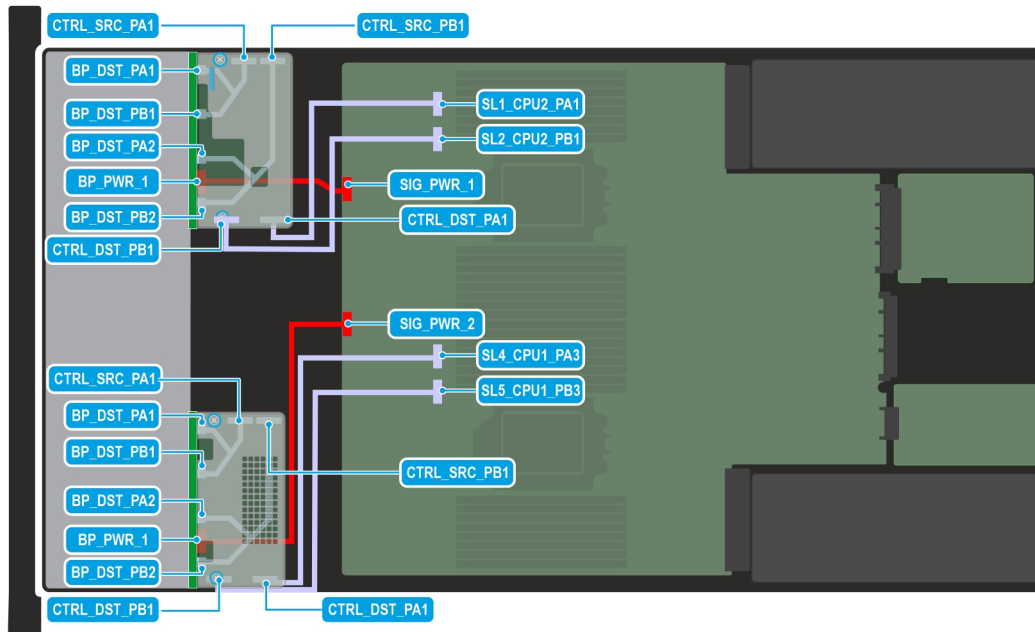 CTRL_SRC_PA1
CTRL_SRC_PB1
BP_DST_PA1
SL1_CPU2_PA1
BP_DST_PB1
SL2_CPU2_PB1
BP_DST_PA2
BP_PWR_1
SIG_PWR_1
BP_DST_PB2
CTRL_DST_PA1
CTRL_DST_PB1
SIG_PWR_2
SL4_CPU1_PA3
CTRL_SRC_PA1
SL5_CPU1_PB3
BP_DST_PA1
BP_DST_PB1
CTRL_SRC_PB1
BP_DST_PA2
BP_PWR_1
BP_DST_PB2
CTRL_DST_PB1
CTRL_DST_PA1